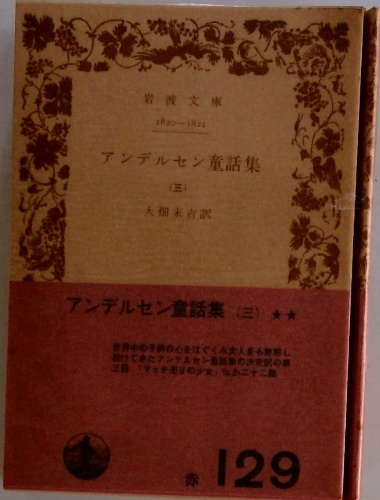 岩波文庫
1820—1821
アンデルセン童話集
(三)
大畑末吉訳
アンデルセン童話集 (三) ★★
世界中の子供の心をはぐくみ大人をも魅惑し
続けてきたアンデルセン童話集の決定訳の第
三冊 「マッチ売りの少女」ほか二十二篇
赤 129